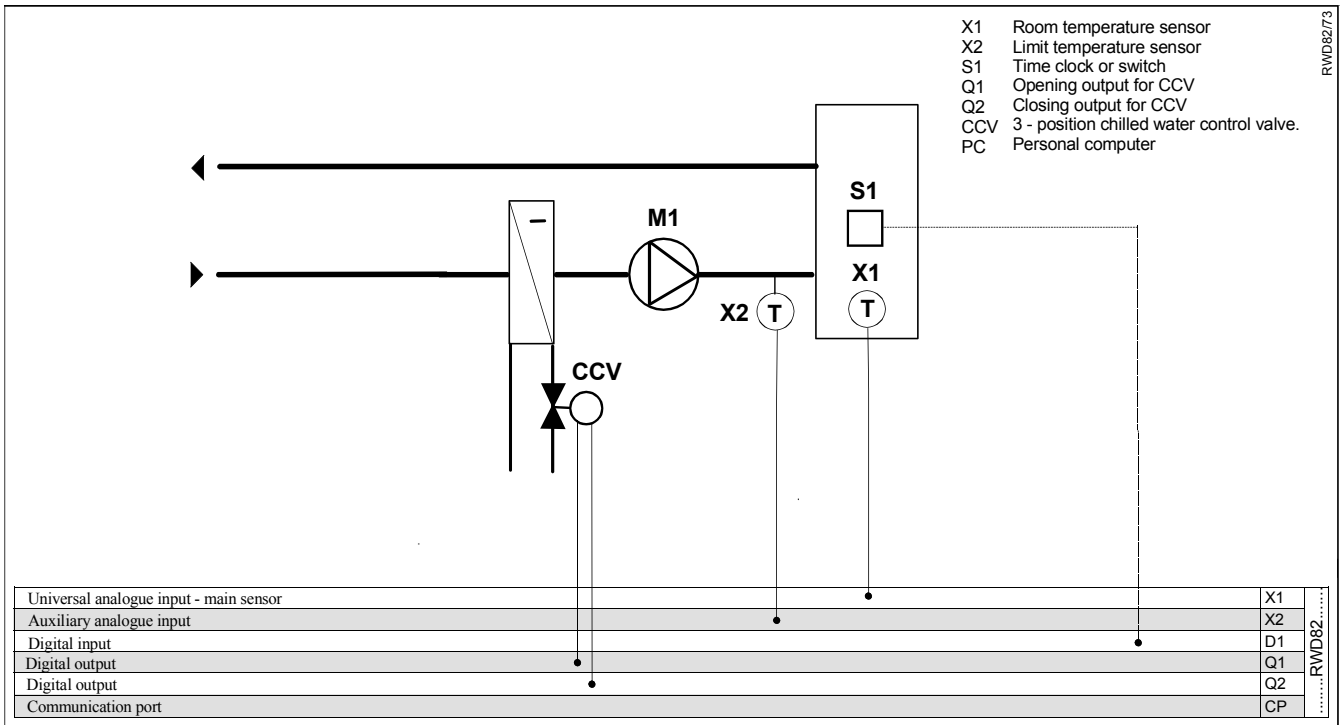 X1 Room temperature sensor
X2 Limit temperature sensor
S1 Time clock or switch
Q1 Opening output for CCV
Q2 Closing output for CCV
CCV 3 - position chilled water control valve.
PC Personal computer
RWD82/73
S1
M1
X1
X2 T
T
CCV
Universal analogue input - main sensor X1
Auxiliary analogue input X2
Digital input D1
Digital output Q1
Digital output Q2
Communication port CP
........RWD82......